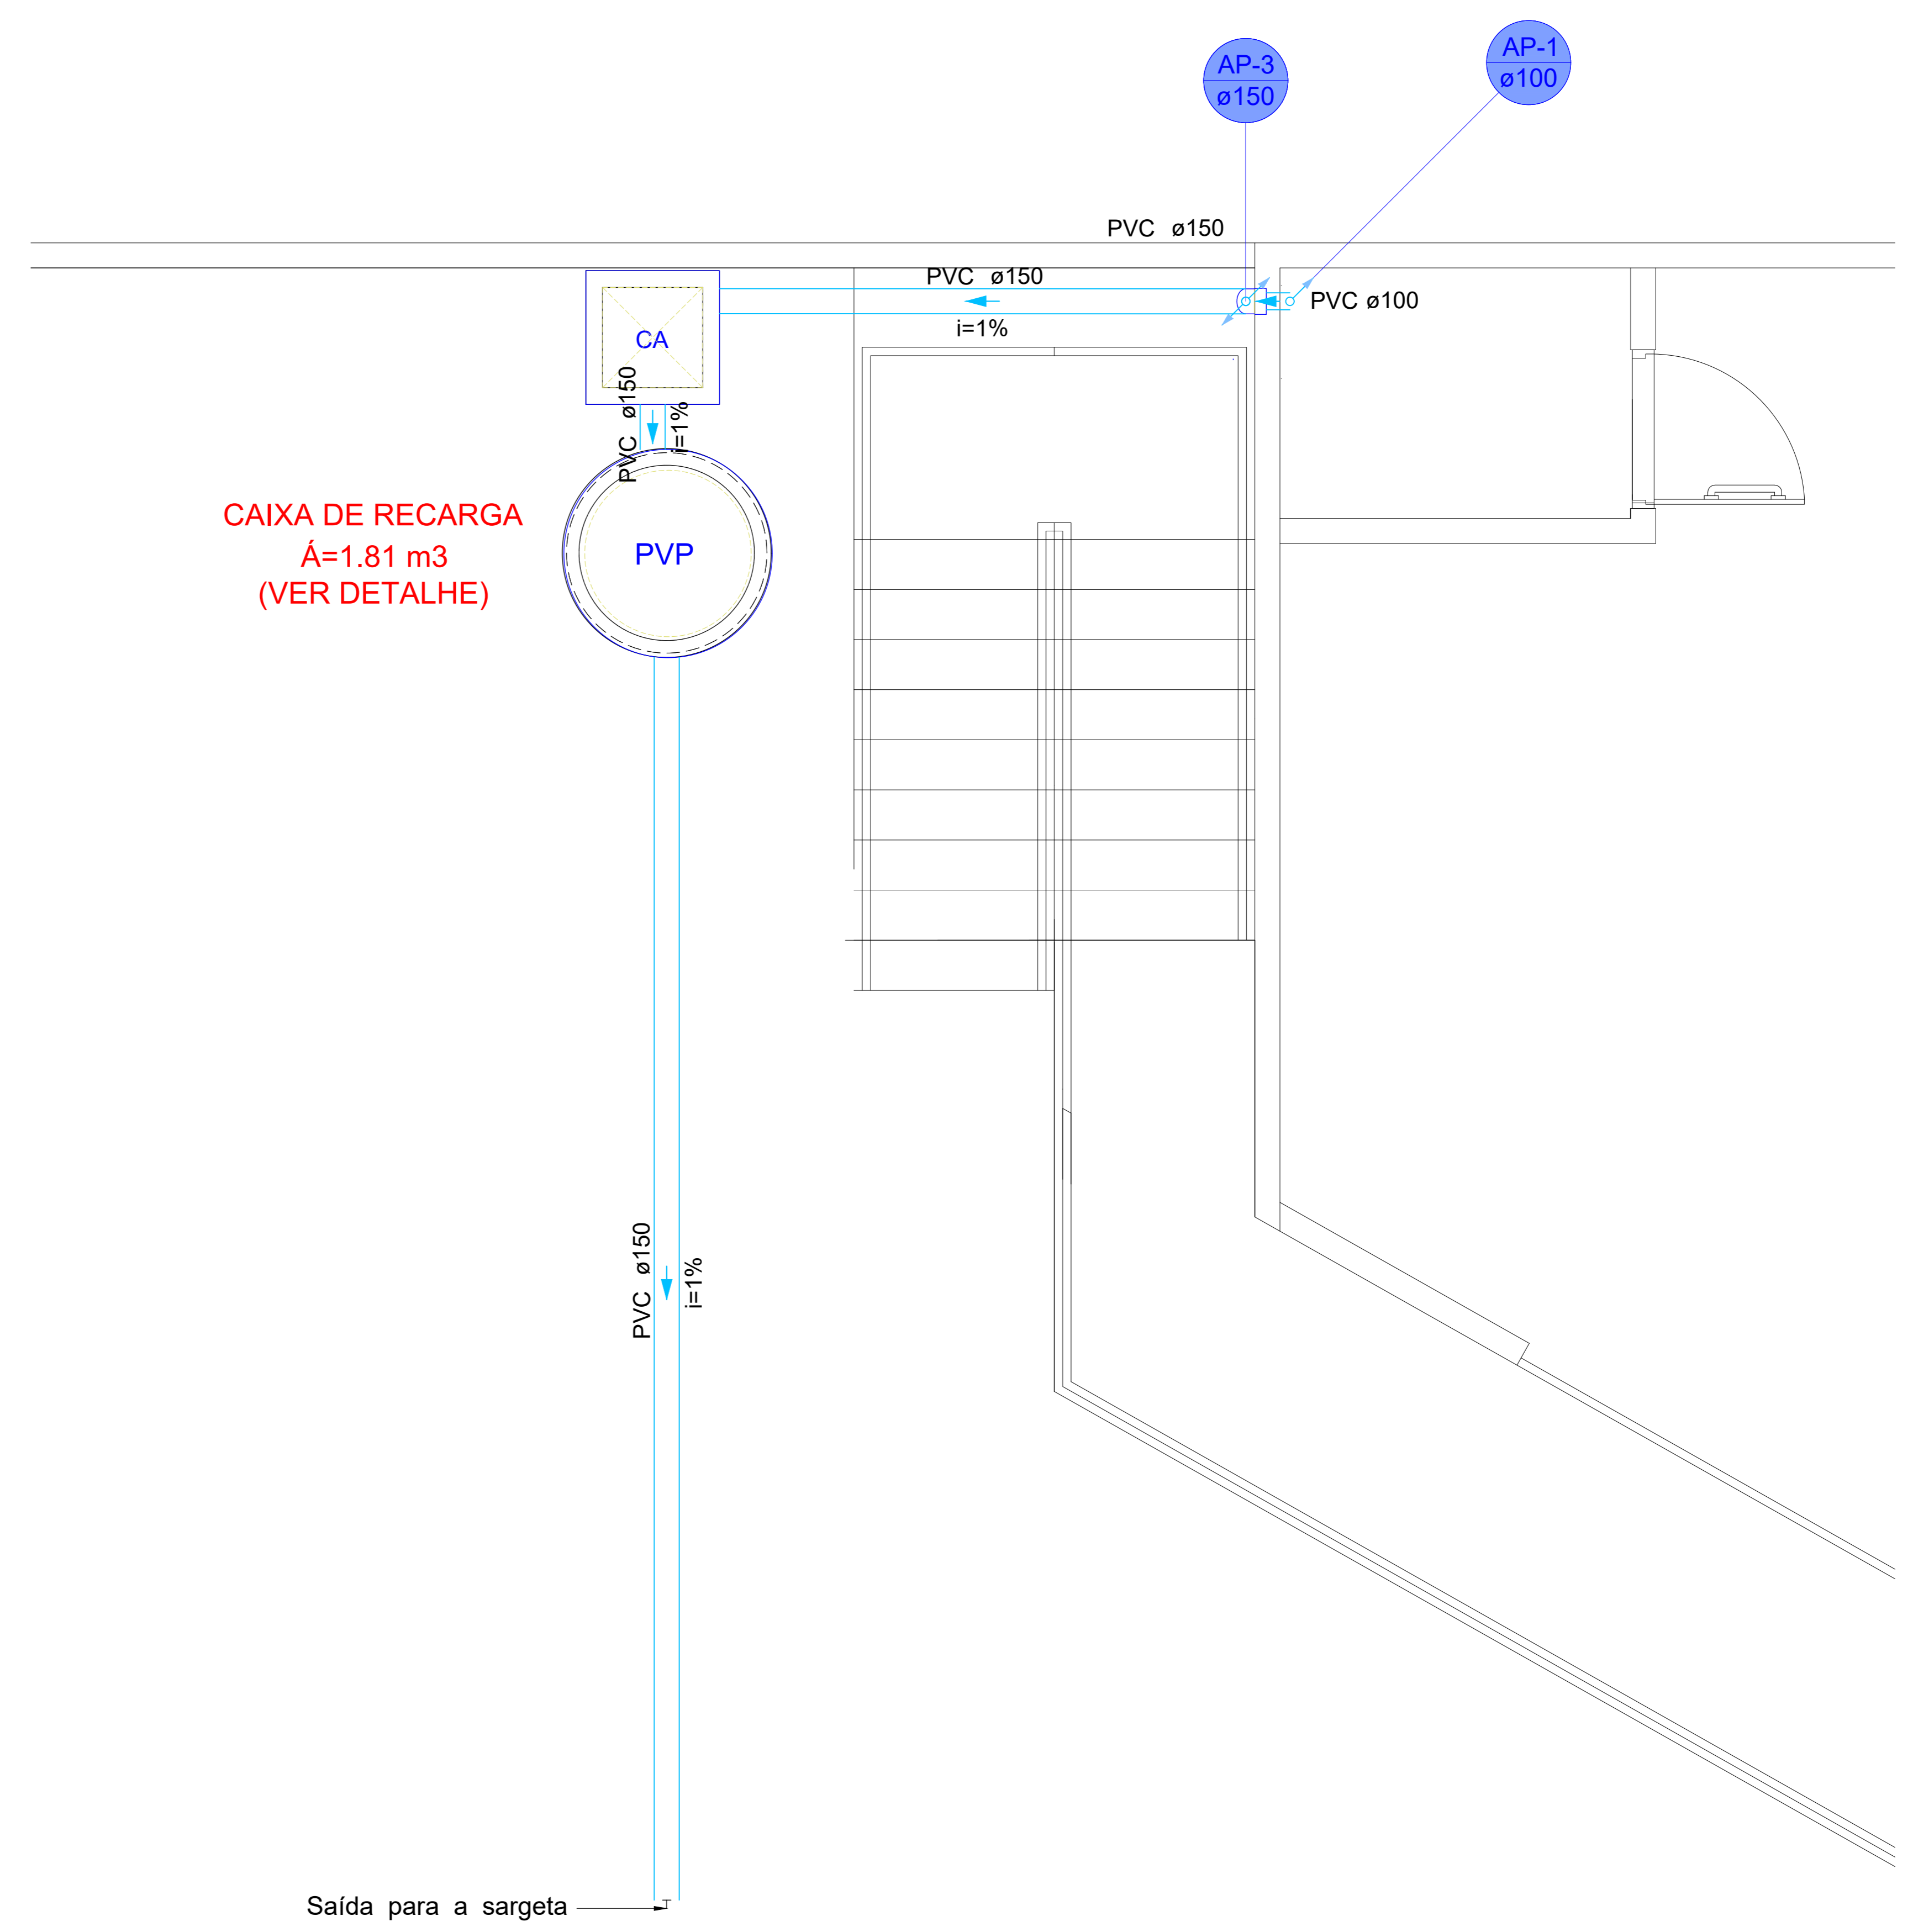 AP-1
ø100
AP-3
ø150
PVC ø150
PVC ø150
PVC ø100
i=1%
CA
PVC ø150
i=1%
CAIXA DE RECARGA
Á=1.81 m3
(VER DETALHE)
PVP
PVC ø150
i=1%
Saída para a sargeta